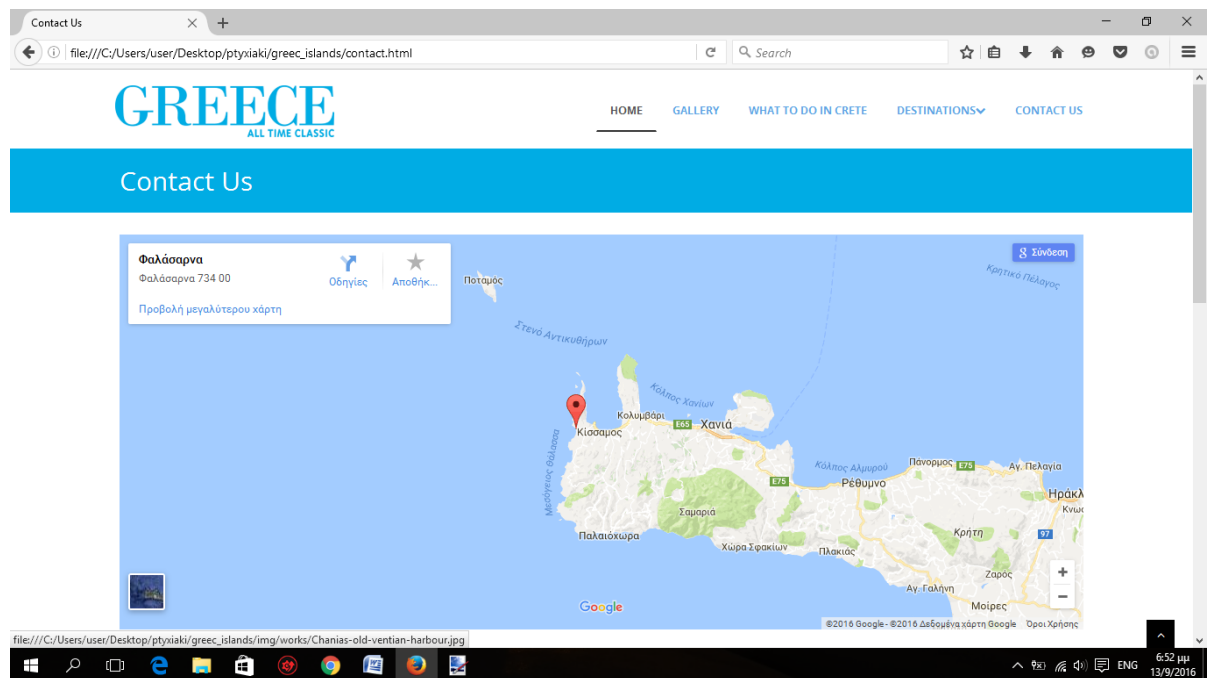 Contact Us
file:///C:/Users/user/Desktop/ptyxiaki/greec_islands/contact.html
Search
GREECE
ALL TIME CLASSIC
HOME GALLERY WHAT TO DO IN CRETE DESTINATIONS CONTACT US
Contact Us
Φαλάσαρνα
Φαλάσαρνα 734 00
Οδηγίες Αποθήκ...
Προβολή μεγαλύτερου χάρτη
Σύνδεση
Κρητικό Πέλαγος
Ποταμός
Στενό Αντικυθήρων
Κόλπος Χανίων
Κολυμβάρι
E65 Χανιά
Κίσσαμος
Μεσόγειος Θάλασσα
Κόλπος Αλμυρού
Πάνορμος E75 Αγ. Πελαγία
E75
Ρέθυμνο
Ηράκλ
Κνωσ
Σαμαριά
Παλαιόχωρα
Χώρα Σφακίων
Πλακιάς
Κρήτη
97
Ζαρός
Αγ. Γαλήνη
Μοίρες
+
−
Google
©2016 Google - ©2016 Δεδομένα χάρτη Google Όροι Χρήσης
file:///C:/Users/user/Desktop/ptyxiaki/greec_islands/img/works/Chanias-old-ventian-harbour.jpg
ENG
6:52 μμ
13/9/2016